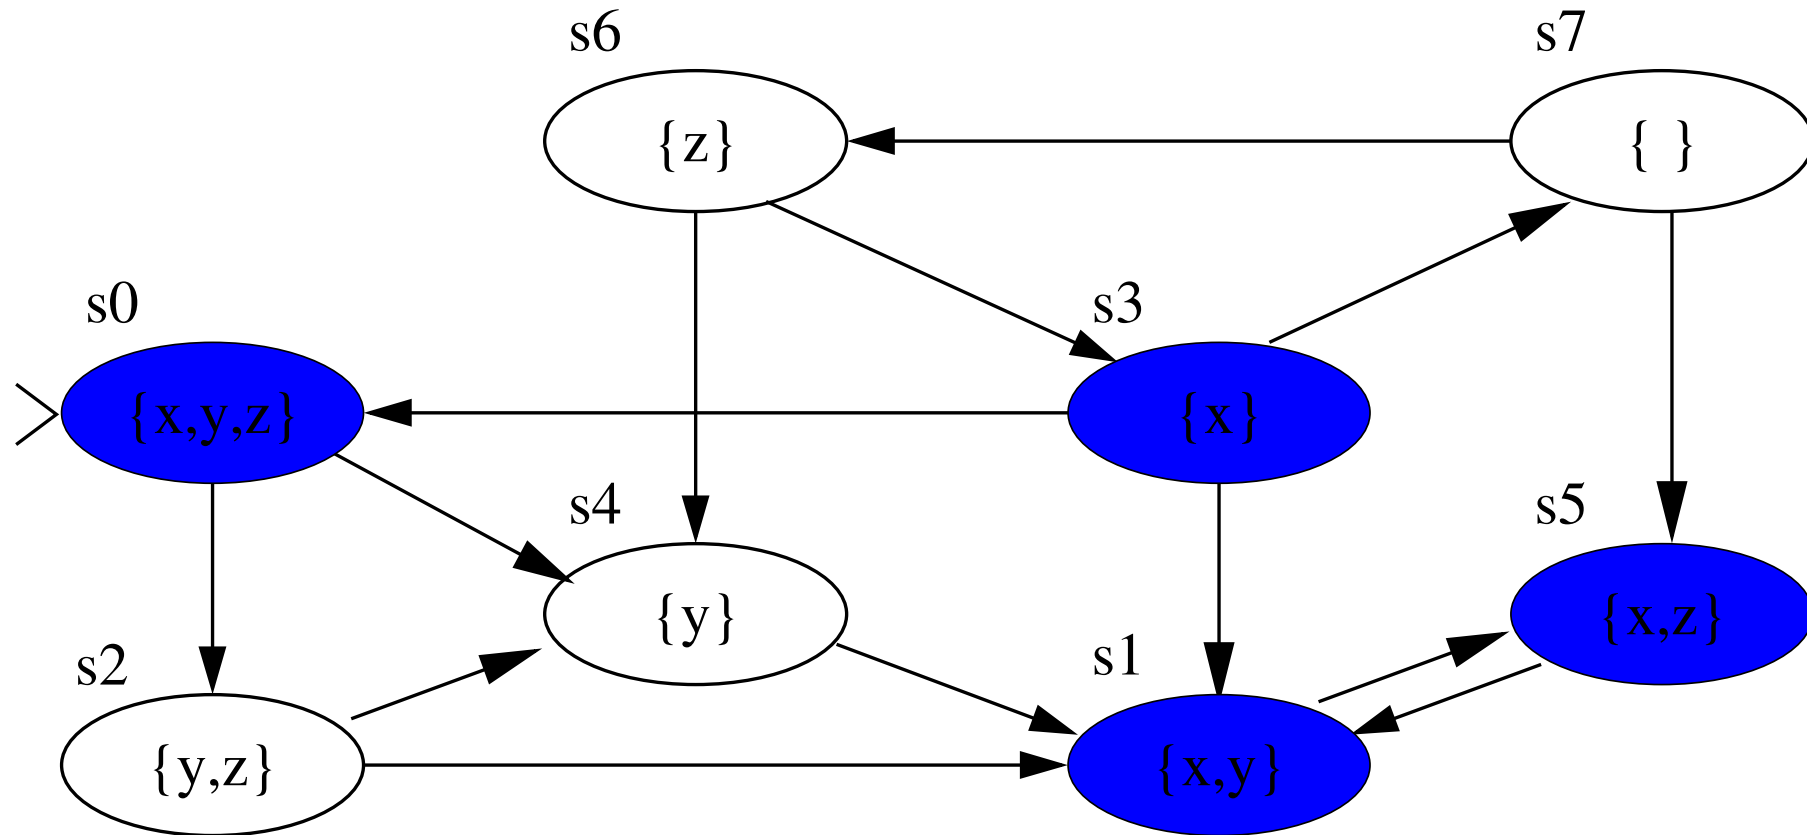 s6
s7
{z}
{ }
s0
s3
{x,y,z}
{x}
s4
s5
{y}
{x,z}
s2
s1
{y,z}
{x,y}